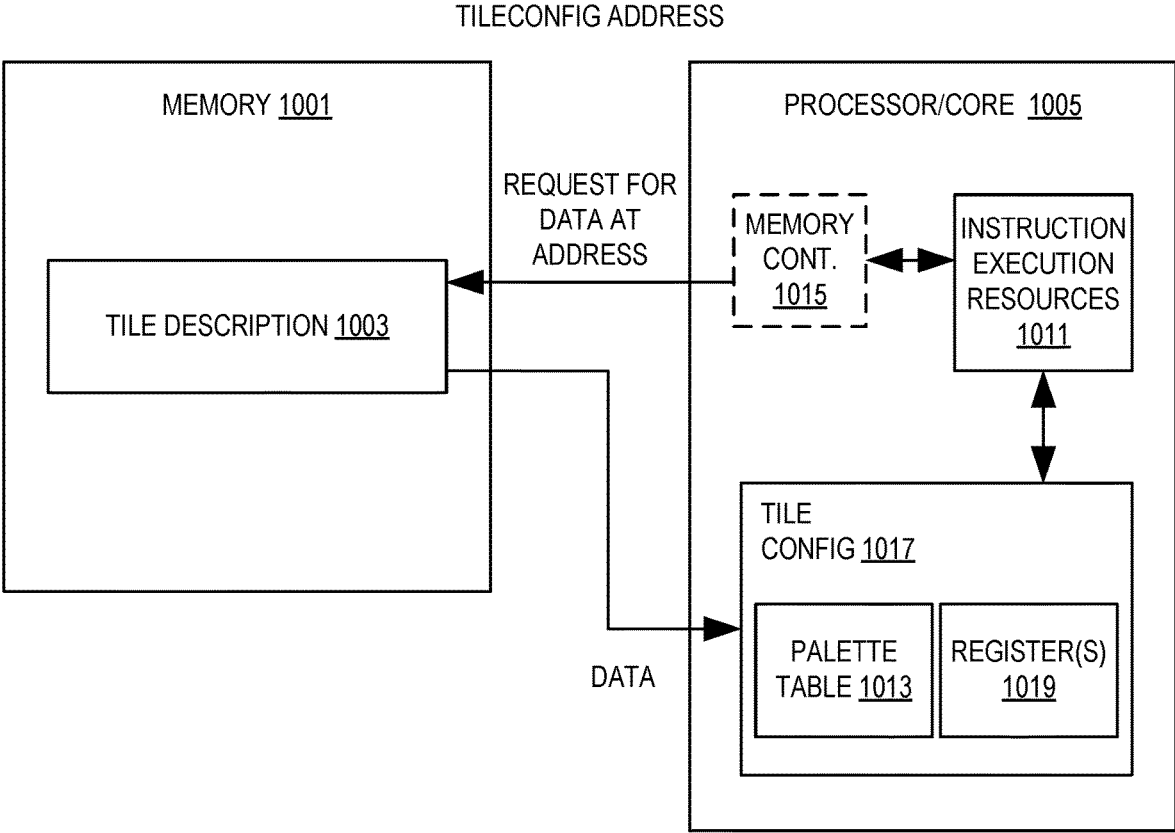 TILECONFIG ADDRESS
MEMORY 1001
PROCESSOR/CORE 1005
REQUEST FOR
DATA AT
ADDRESS
MEMORY
CONT.
1015
INSTRUCTION
EXECUTION
RESOURCES
1011
TILE DESCRIPTION 1003
TILE
CONFIG 1017
PALETTE
TABLE 1013
REGISTER(S)
1019
DATA